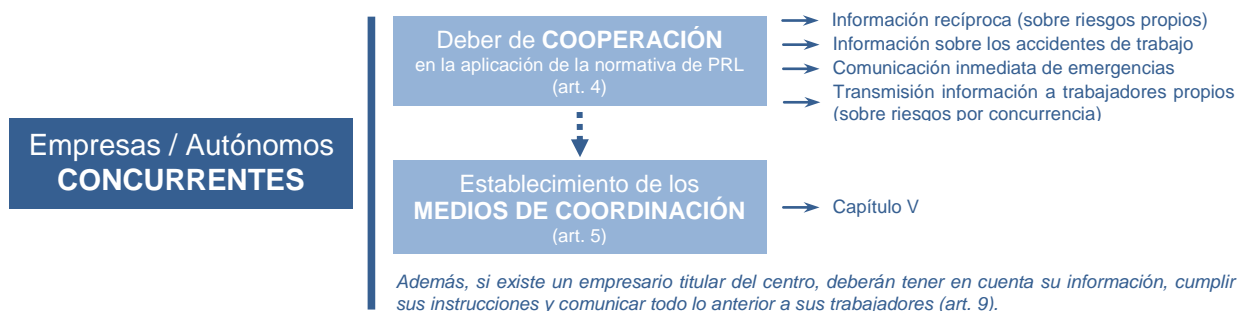 Empresas / Autónomos
CONCURRENTES
Deber de COOPERACIÓN
en la aplicación de la normativa de PRL
(art. 4)
Información recíproca (sobre riesgos propios)
Información sobre los accidentes de trabajo
Comunicación inmediata de emergencias
Transmisión información a trabajadores propios
(sobre riesgos por concurrencia)
Establecimiento de los
MEDIOS DE COORDINACIÓN
(art. 5)
Capítulo V
Además, si existe un empresario titular del centro, deberán tener en cuenta su información, cumplir
sus instrucciones y comunicar todo lo anterior a sus trabajadores (art. 9).